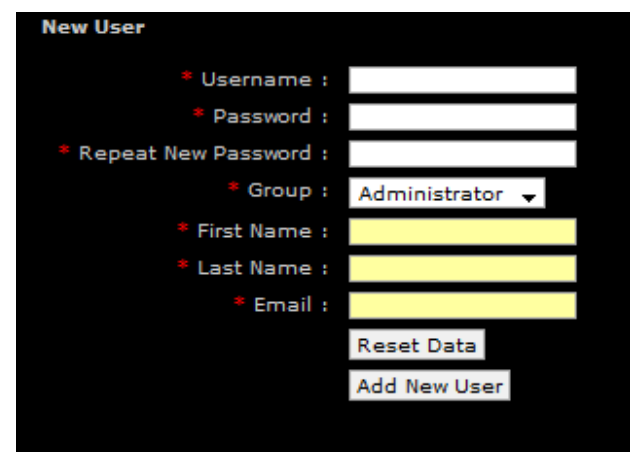 New User
* Username :
* Password :
* Repeat New Password :
* Group : Administrator
* First Name :
* Last Name :
* Email :
Reset Data
Add New User